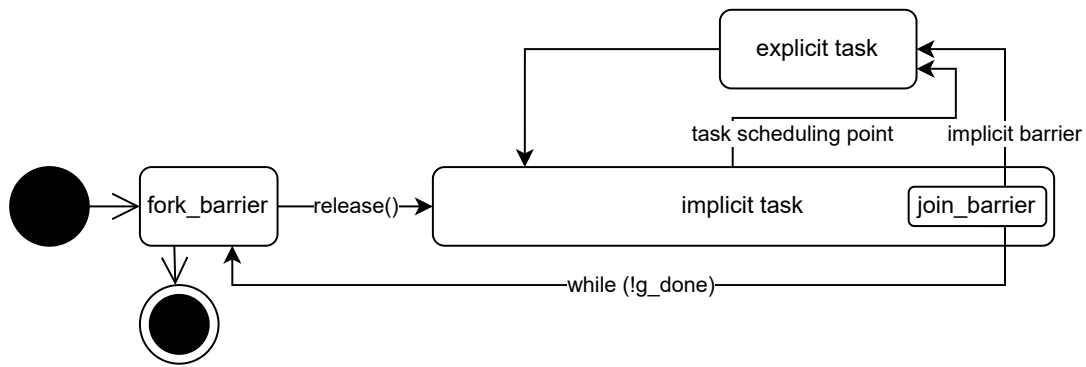 explicit task
task scheduling point
implicit barrier
fork_barrier
release()
implicit task
join_barrier
while (!g_done)